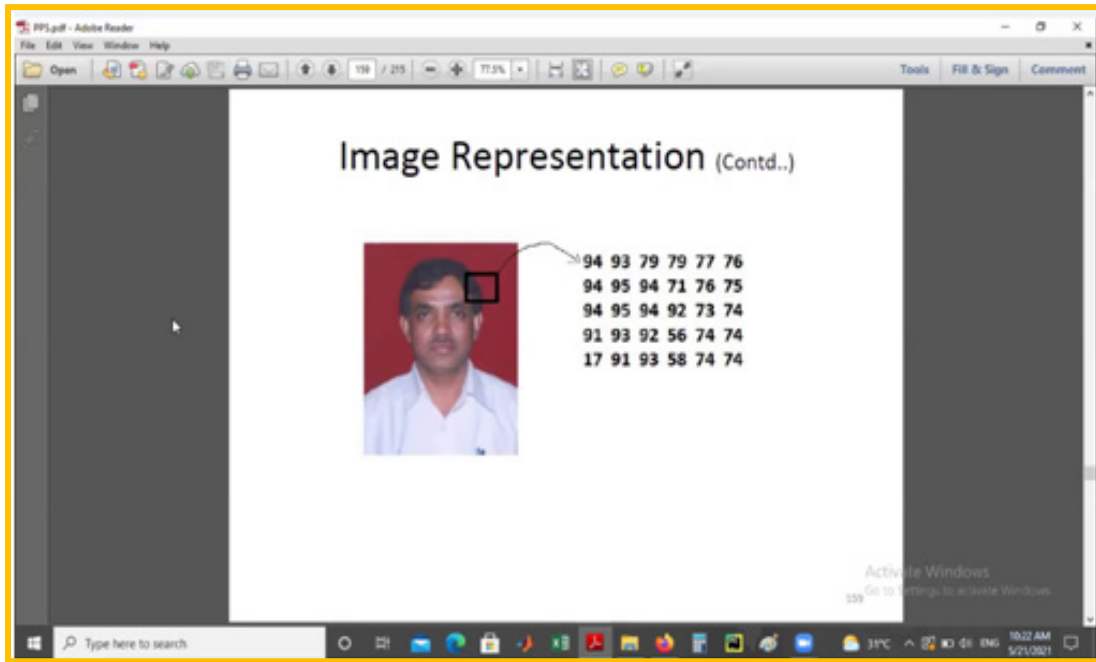 PPS.pdf - Adobe Reader
File Edit View Window Help
Open 159 / 215 77.5% Tools Fill & Sign Comment
Image Representation (Contd..)
94 93 79 79 77 76
94 95 94 71 76 75
94 95 94 92 73 74
91 93 92 56 74 74
17 91 93 58 74 74
Activate Windows
159 Go to Settings to activate Windows.
Type here to search 31°C ENG 10:22 AM
5/21/2021